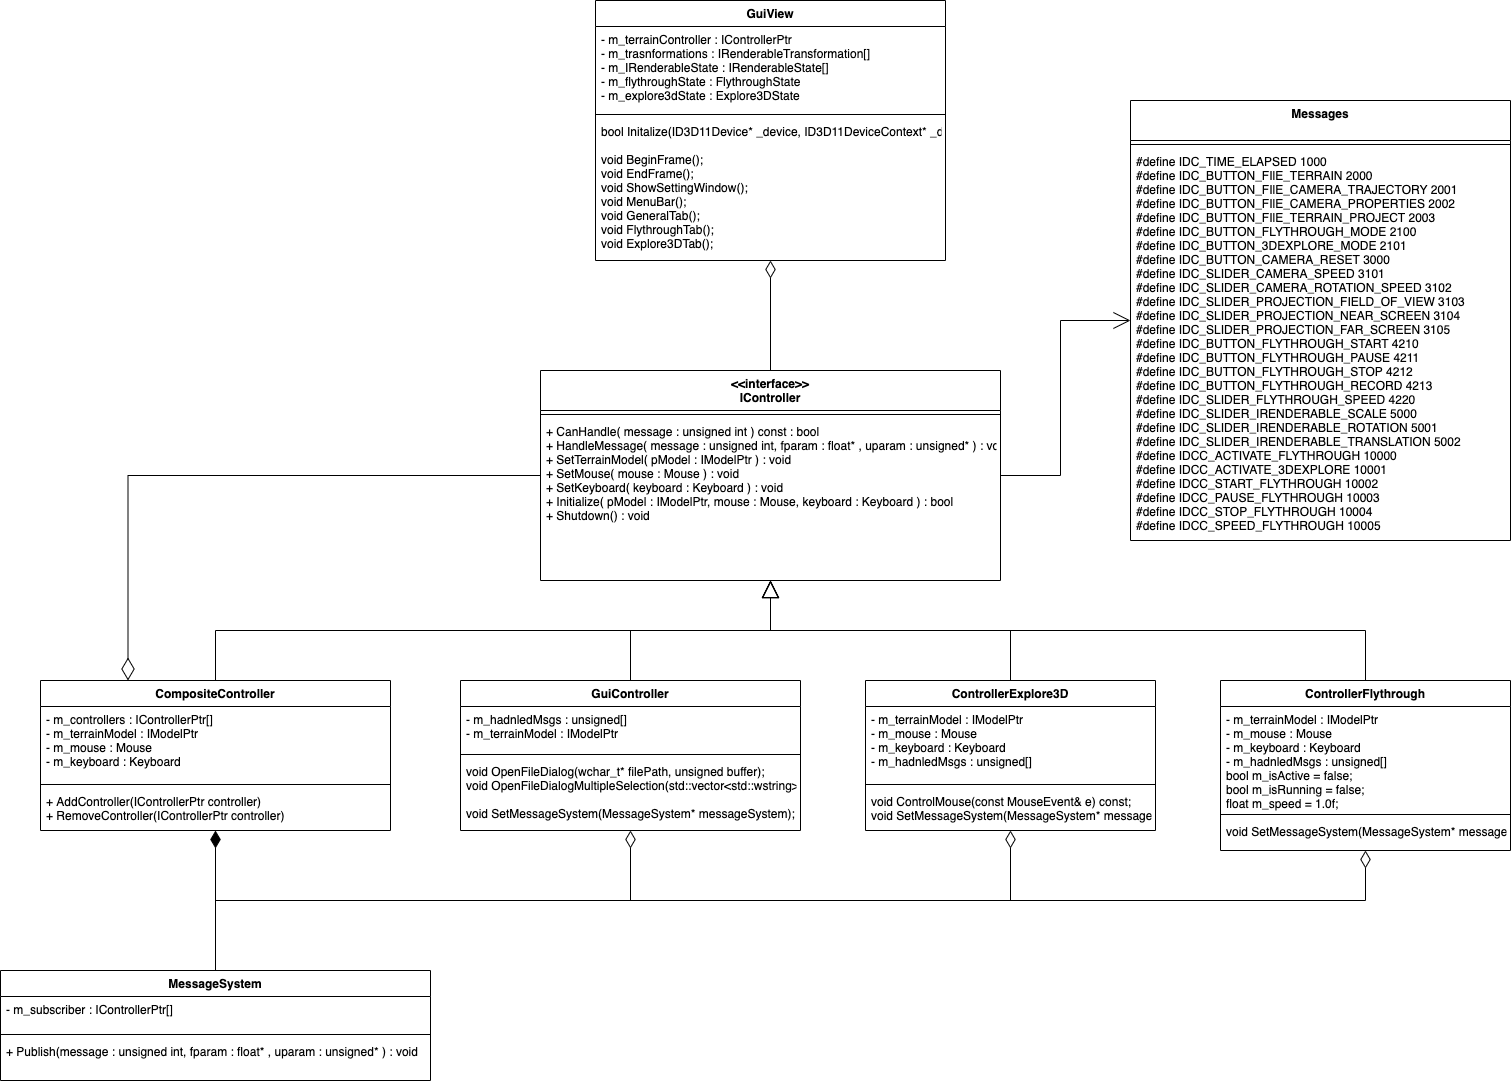 GuiView
- m_terrainController : IControllerPtr
- m_trasnformations : IRenderableTransformation[]
- m_IRenderableState : IRenderableState[]
- m_flythroughState : FlythroughState
- m_explore3dState : Explore3DState
bool Initalize(ID3D11Device* _device, ID3D11DeviceContext* _d
void BeginFrame();
void EndFrame();
void ShowSettingWindow();
void MenuBar();
void GeneralTab();
void FlythroughTab();
void Explore3DTab();
Messages
#define IDC_TIME_ELAPSED 1000
#define IDC_BUTTON_FIlE_TERRAIN 2000
#define IDC_BUTTON_FIlE_CAMERA_TRAJECTORY 2001
#define IDC_BUTTON_FIlE_CAMERA_PROPERTIES 2002
#define IDC_BUTTON_FIlE_TERRAIN_PROJECT 2003
#define IDC_BUTTON_FLYTHROUGH_MODE 2100
#define IDC_BUTTON_3DEXPLORE_MODE 2101
#define IDC_BUTTON_CAMERA_RESET 3000
#define IDC_SLIDER_CAMERA_SPEED 3101
#define IDC_SLIDER_CAMERA_ROTATION_SPEED 3102
#define IDC_SLIDER_PROJECTION_FIELD_OF_VIEW 3103
#define IDC_SLIDER_PROJECTION_NEAR_SCREEN 3104
#define IDC_SLIDER_PROJECTION_FAR_SCREEN 3105
#define IDC_BUTTON_FLYTHROUGH_START 4210
#define IDC_BUTTON_FLYTHROUGH_PAUSE 4211
#define IDC_BUTTON_FLYTHROUGH_STOP 4212
#define IDC_BUTTON_FLYTHROUGH_RECORD 4213
#define IDC_SLIDER_FLYTHROUGH_SPEED 4220
#define IDC_SLIDER_IRENDERABLE_SCALE 5000
#define IDC_SLIDER_IRENDERABLE_ROTATION 5001
#define IDC_SLIDER_IRENDERABLE_TRANSLATION 5002
#define IDCC_ACTIVATE_FLYTHROUGH 10000
#define IDCC_ACTIVATE_3DEXPLORE 10001
#define IDCC_START_FLYTHROUGH 10002
#define IDCC_PAUSE_FLYTHROUGH 10003
#define IDCC_STOP_FLYTHROUGH 10004
#define IDCC_SPEED_FLYTHROUGH 10005
<<interface>>
IController
+ CanHandle( message : unsigned int ) const : bool
+ HandleMessage( message : unsigned int, fparam : float* , uparam : unsigned* ) : vc
+ SetTerrainModel( pModel : IModelPtr ) : void
+ SetMouse( mouse : Mouse ) : void
+ SetKeyboard( keyboard : Keyboard ) : void
+ Initialize( pModel : IModelPtr, mouse : Mouse, keyboard : Keyboard ) : bool
+ Shutdown() : void
CompositeController
- m_controllers : IControllerPtr[]
- m_terrainModel : IModelPtr
- m_mouse : Mouse
- m_keyboard : Keyboard
+ AddController(IControllerPtr controller)
+ RemoveController(IControllerPtr controller)
GuiController
- m_hadnledMsgs : unsigned[]
- m_terrainModel : IModelPtr
void OpenFileDialog(wchar_t* filePath, unsigned buffer);
void OpenFileDialogMultipleSelection(std::vector<std::wstring>
void SetMessageSystem(MessageSystem* messageSystem);
ControllerExplore3D
- m_terrainModel : IModelPtr
- m_mouse : Mouse
- m_keyboard : Keyboard
- m_hadnledMsgs : unsigned[]
void ControlMouse(const MouseEvent& e) const;
void SetMessageSystem(MessageSystem* message
ControllerFlythrough
- m_terrainModel : IModelPtr
- m_mouse : Mouse
- m_keyboard : Keyboard
- m_hadnledMsgs : unsigned[]
bool m_isActive = false;
bool m_isRunning = false;
float m_speed = 1.0f;
void SetMessageSystem(MessageSystem* message
MessageSystem
- m_subscriber : IControllerPtr[]
+ Publish(message : unsigned int, fparam : float* , uparam : unsigned* ) : void